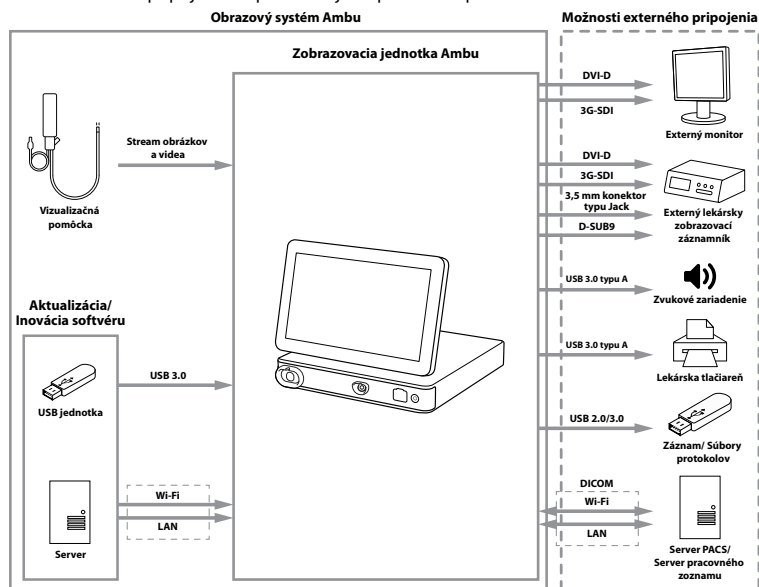 Obrazový systém Ambu
Možnosti externého pripojenia
Zobrazovacia jednotka Ambu
Stream obrázkov
a videa
Vizualizačná
pomôcka
Aktualizácia/
Inovácia softvéru
USB 3.0
USB jednotka
Wi-Fi
LAN
Server
DVI-D
3G-SDI
Externý monitor
DVI-D
3G-SDI
3,5 mm konektor
typu Jack
D-SUB9
Externý lekársky
zobrazovací
záznamník
USB 3.0 typu A
Zvukové zariadenie
USB 3.0 typu A
Lekárska tlačiareň
USB 2.0/3.0
Záznam/ Súbory
protokolov
DICOM
Wi-Fi
LAN
Server PACS/
Server pracovného
zoznamu